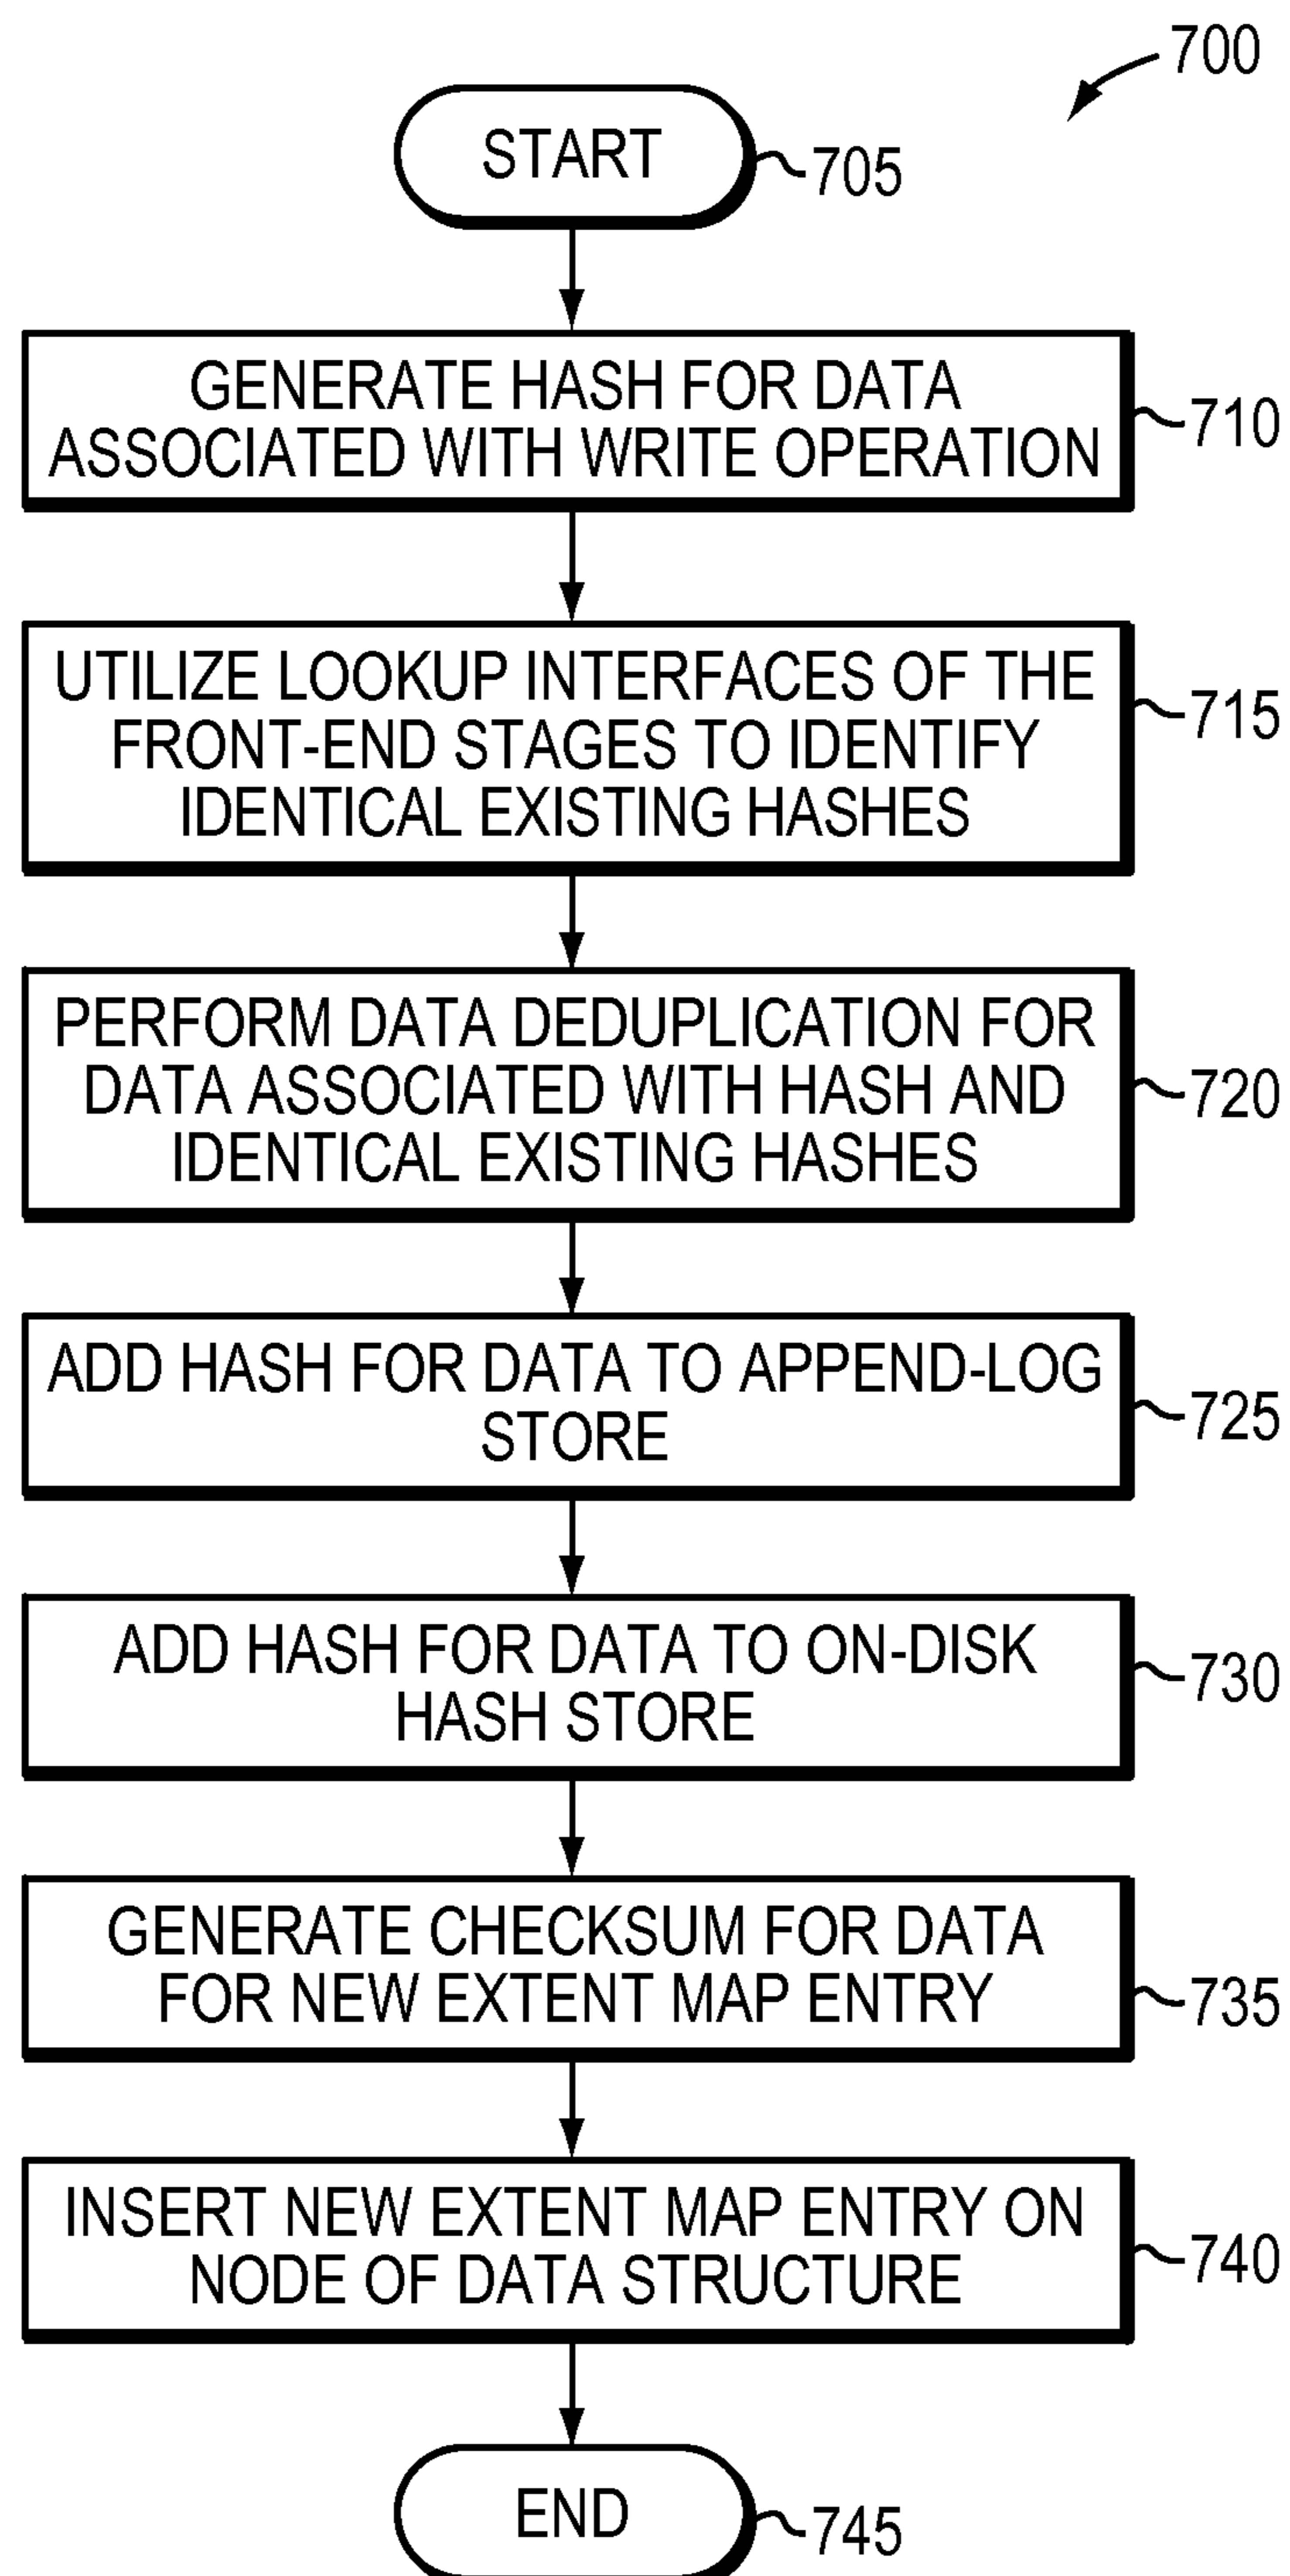 700
START
705
GENERATE HASH FOR DATA
ASSOCIATED WITH WRITE OPERATION
710
UTILIZE LOOKUP INTERFACES OF THE
FRONT-END STAGES TO IDENTIFY
IDENTICAL EXISTING HASHES
715
PERFORM DATA DEDUPLICATION FOR
DATA ASSOCIATED WITH HASH AND
IDENTICAL EXISTING HASHES
720
ADD HASH FOR DATA TO APPEND-LOG
STORE
725
ADD HASH FOR DATA TO ON-DISK
HASH STORE
730
GENERATE CHECKSUM FOR DATA
FOR NEW EXTENT MAP ENTRY
735
INSERT NEW EXTENT MAP ENTRY ON
NODE OF DATA STRUCTURE
740
END
745